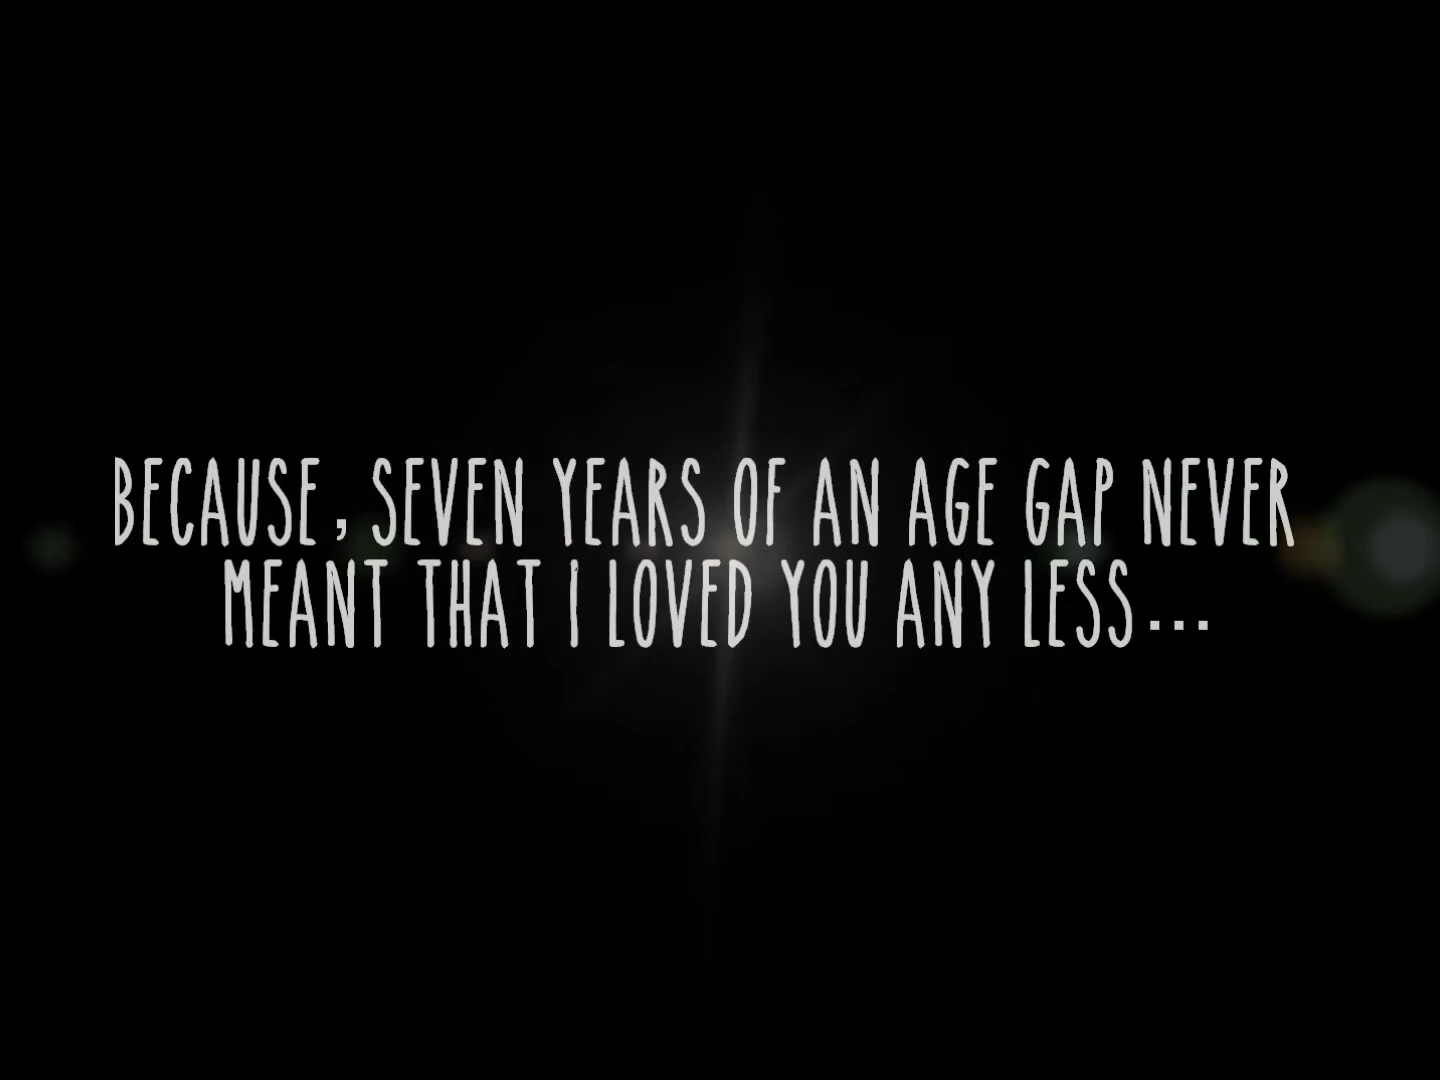 BECAUSE, SEVEN YEARS OF AN AGE GAP NEVER
MEANT THAT I LOVED YOU ANY LESS...